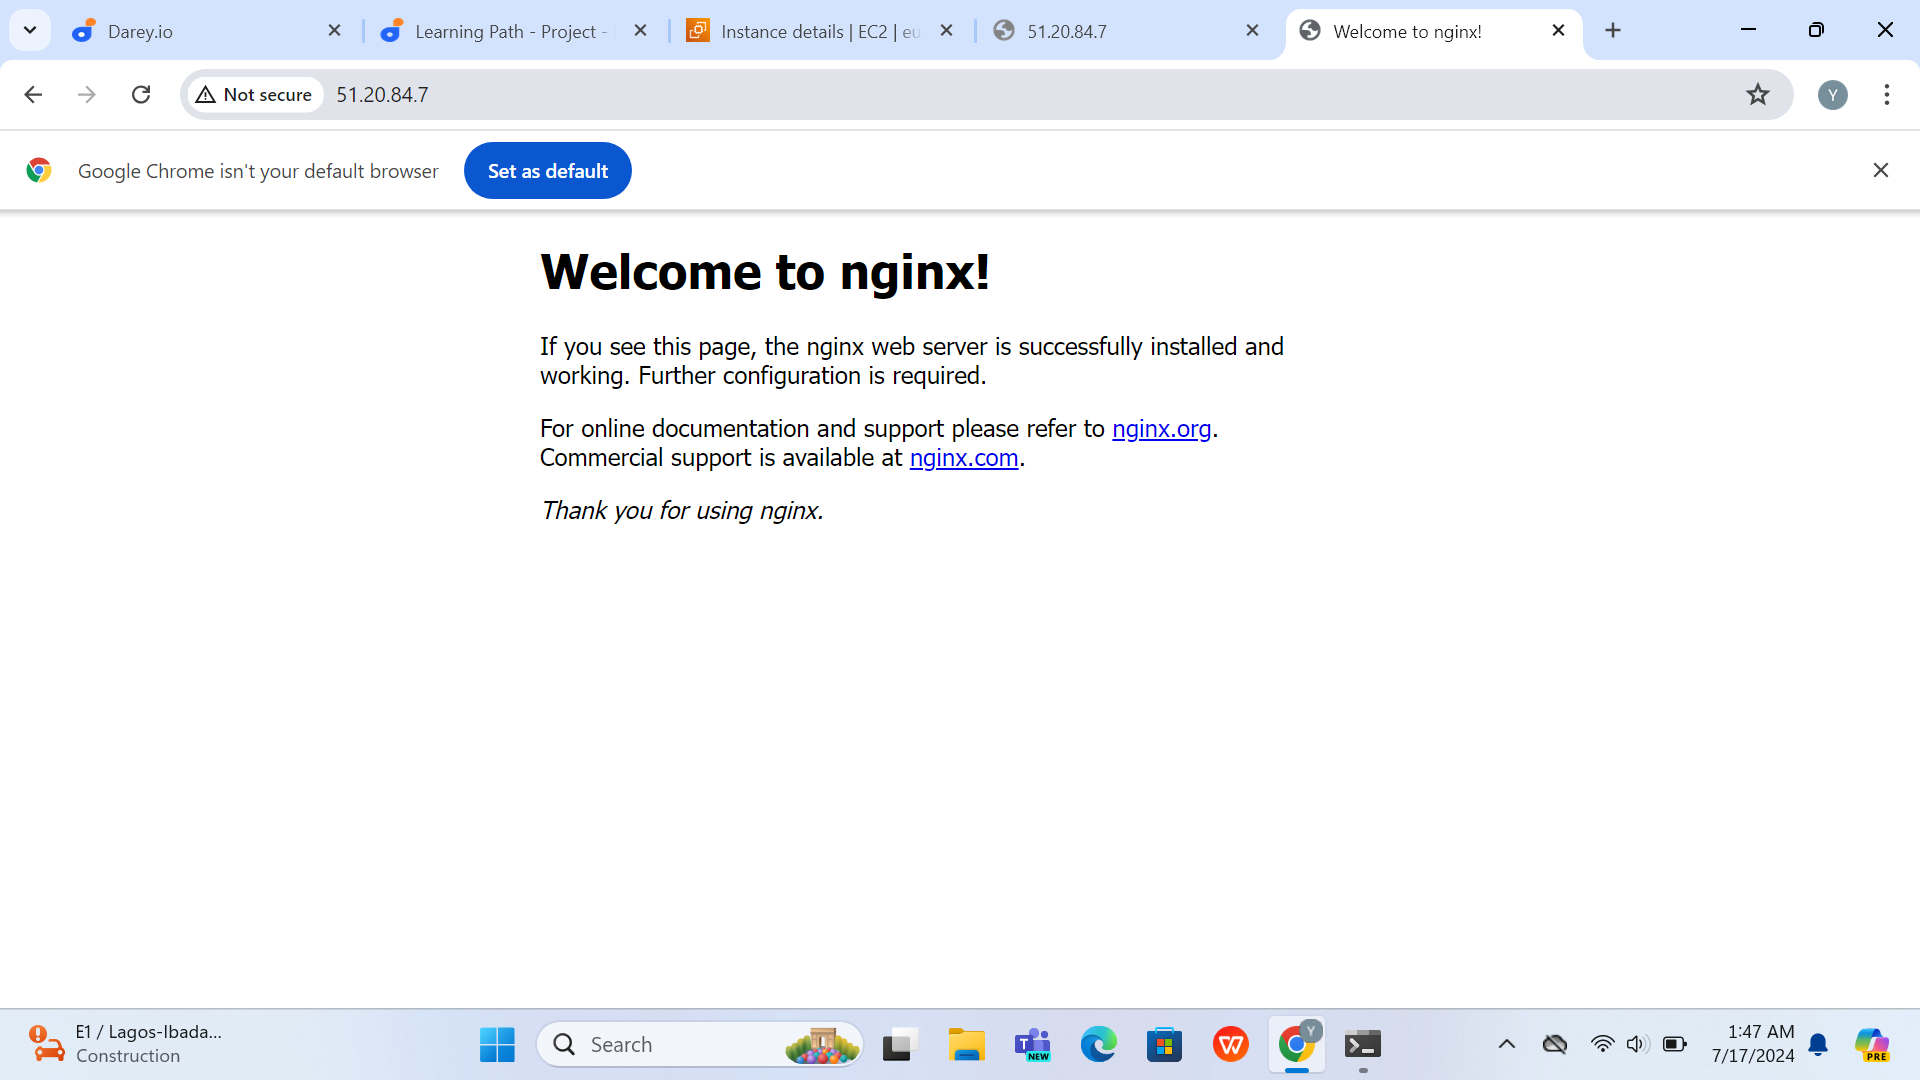 Darey.io
Learning Path - Project -
Instance details | EC2 | eu
51.20.84.7
Welcome to nginx!
Not secure
51.20.84.7
Y
Google Chrome isn't your default browser
Set as default
Welcome to nginx!
If you see this page, the nginx web server is successfully installed and
working. Further configuration is required.
For online documentation and support please refer to nginx.org.
Commercial support is available at nginx.com.
Thank you for using nginx.
E1 / Lagos-Ibada...
Construction
Search
T
NEW
W
Y
1:47 AM
7/17/2024
PRE